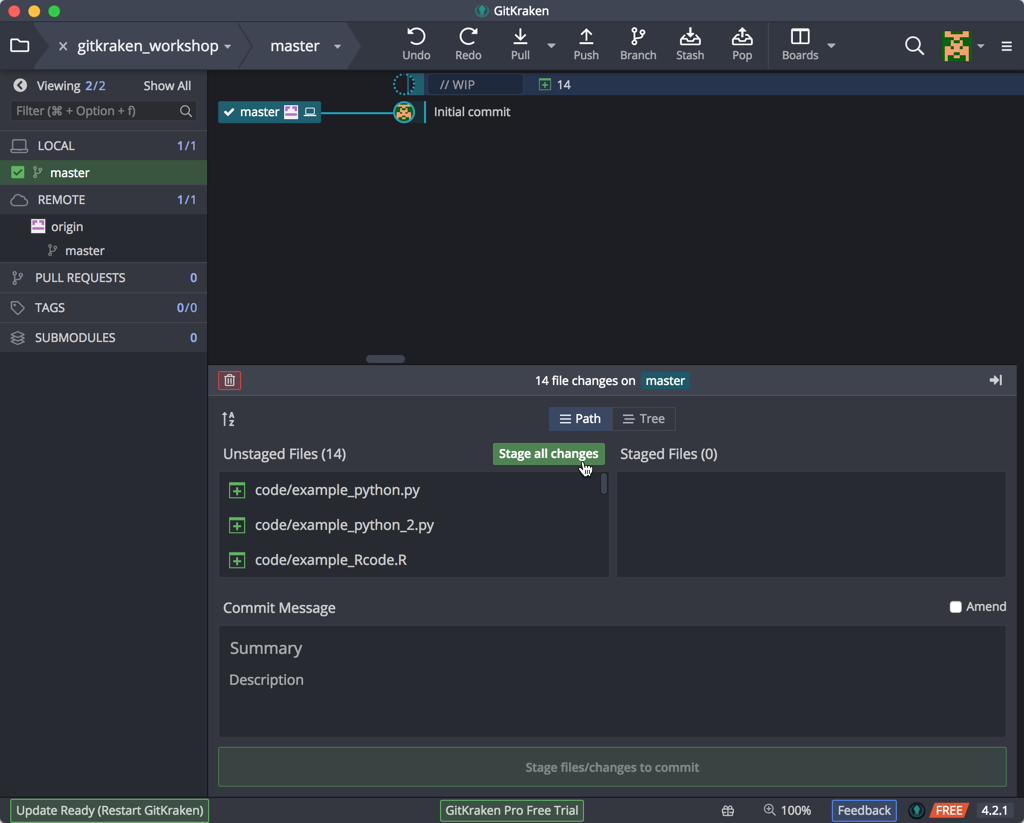 GitKraken
gitkraken_workshop
master
Undo
Redo
Pull
Push
Branch
Stash
Pop
Boards
Viewing 2/2
Show All
Filter (⌘ + Option + f)
LOCAL 1/1
master
REMOTE 1/1
origin
master
PULL REQUESTS 0
TAGS 0/0
SUBMODULES 0
// WIP
14
master
Initial commit
14 file changes on master
A
Z
Path
Tree
Unstaged Files (14)
Stage all changes
Staged Files (0)
code/example_python.py
code/example_python_2.py
code/example_Rcode.R
Commit Message
Amend
Summary
Description
Stage files/changes to commit
Update Ready (Restart GitKraken)
GitKraken Pro Free Trial
100%
Feedback
FREE
4.2.1